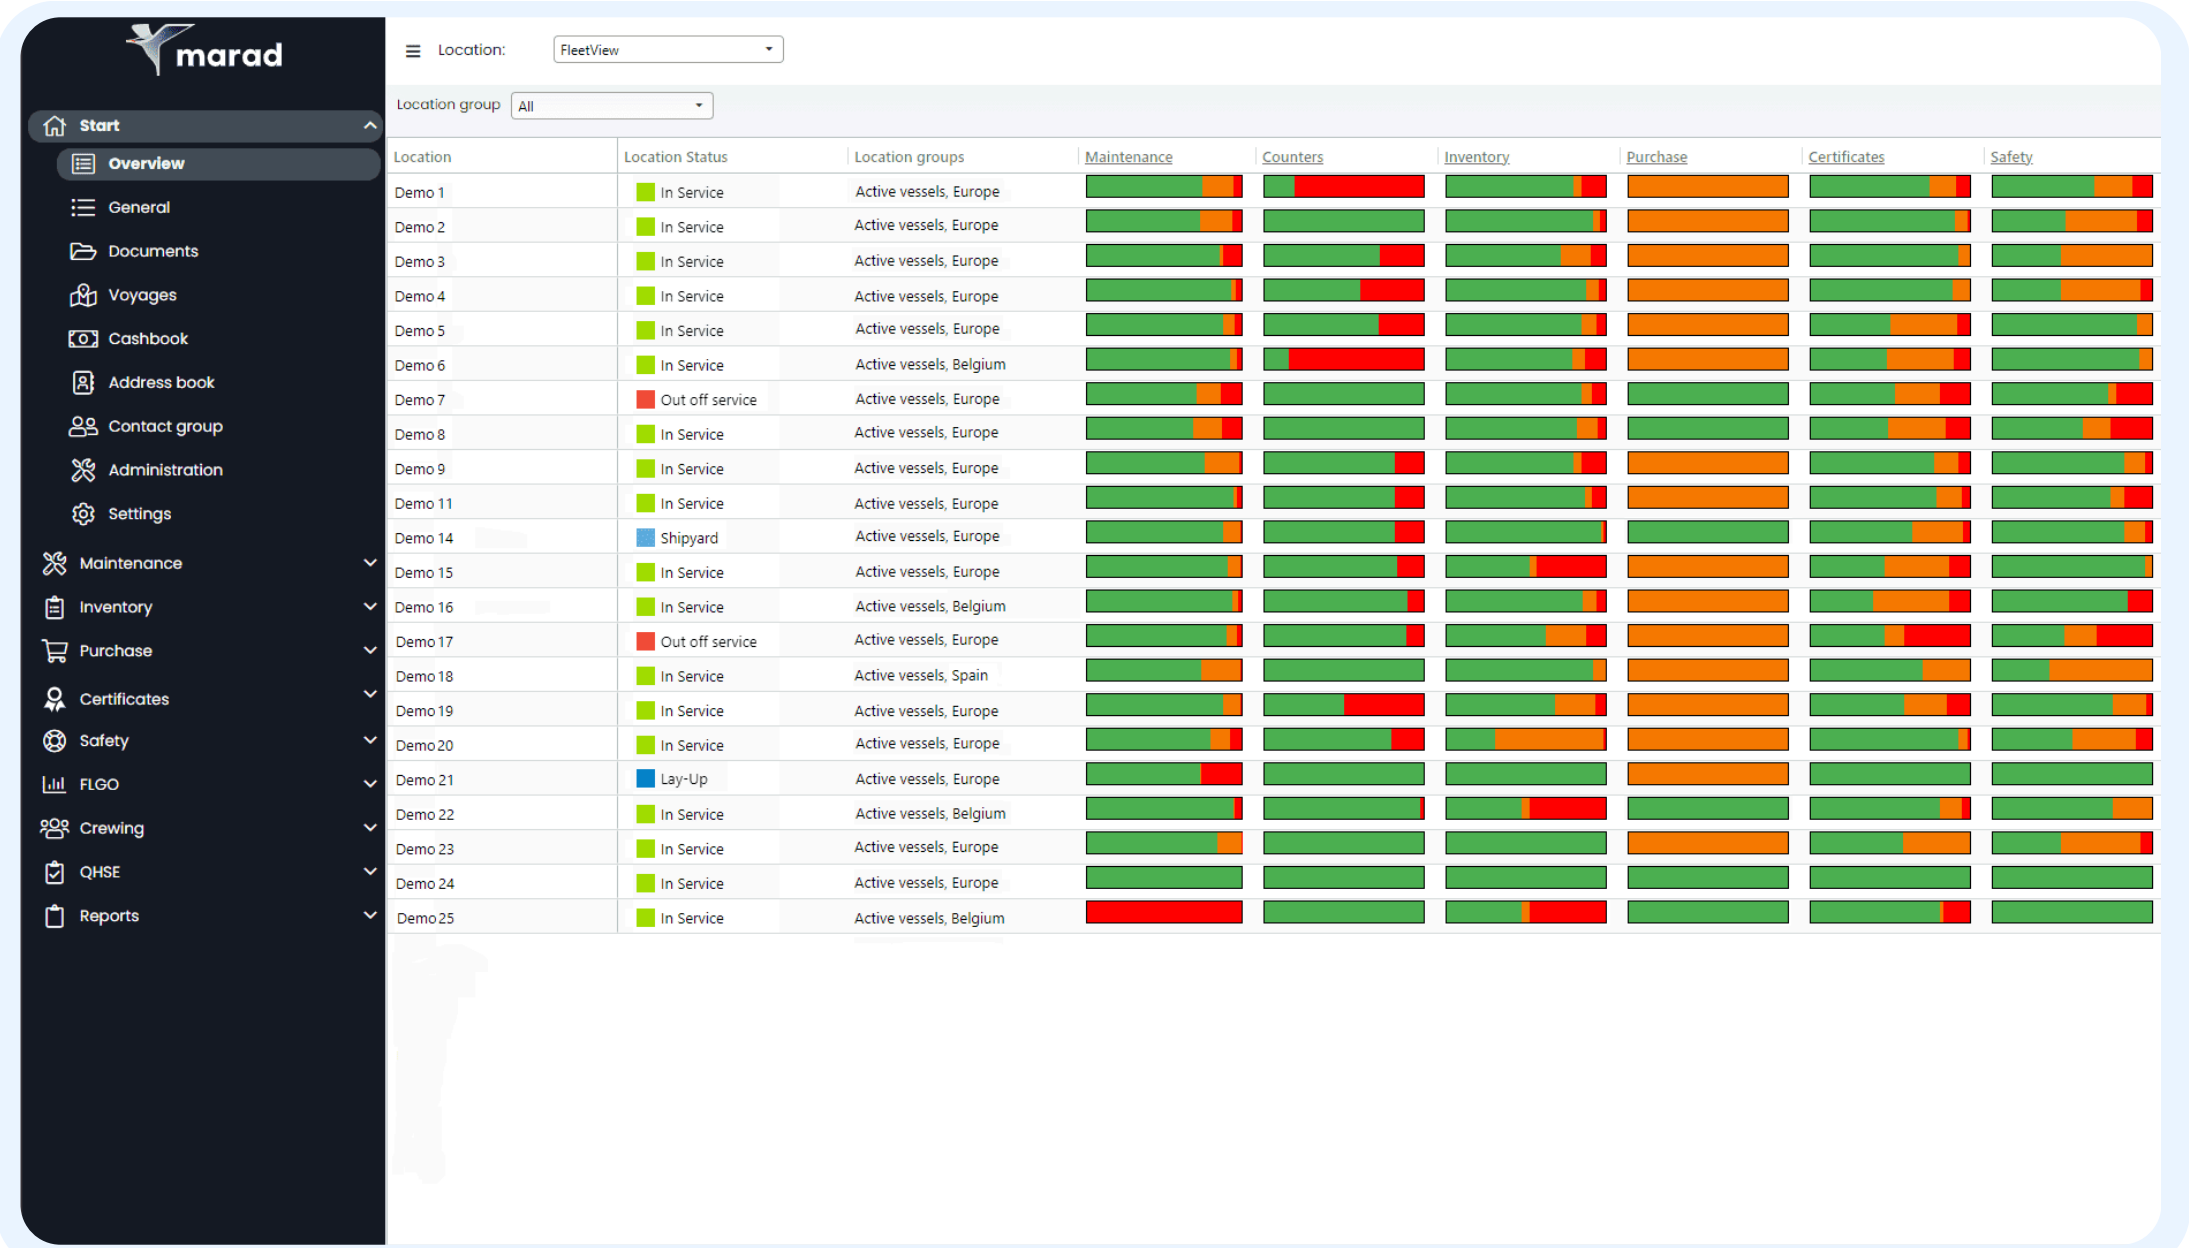 marad
Location: FleetView
Location group All
Start
Overview
General
Documents
Voyages
Cashbook
Address book
Contact group
Administration
Settings
Maintenance
Inventory
Purchase
Certificates
Safety
FLGO
Crewing
QHSE
Reports
Location Location Status Location groups Maintenance Counters Inventory Purchase Certificates Safety
Demo 1 In Service Active vessels, Europe
Demo 2 In Service Active vessels, Europe
Demo 3 In Service Active vessels, Europe
Demo 4 In Service Active vessels, Europe
Demo 5 In Service Active vessels, Europe
Demo 6 In Service Active vessels, Belgium
Demo 7 Out off service Active vessels, Europe
Demo 8 In Service Active vessels, Europe
Demo 9 In Service Active vessels, Europe
Demo 11 In Service Active vessels, Europe
Demo 14 Shipyard Active vessels, Europe
Demo 15 In Service Active vessels, Europe
Demo 16 In Service Active vessels, Belgium
Demo 17 Out off service Active vessels, Europe
Demo 18 In Service Active vessels, Spain
Demo 19 In Service Active vessels, Europe
Demo 20 In Service Active vessels, Europe
Demo 21 Lay-Up Active vessels, Europe
Demo 22 In Service Active vessels, Belgium
Demo 23 In Service Active vessels, Europe
Demo 24 In Service Active vessels, Europe
Demo 25 In Service Active vessels, Belgium